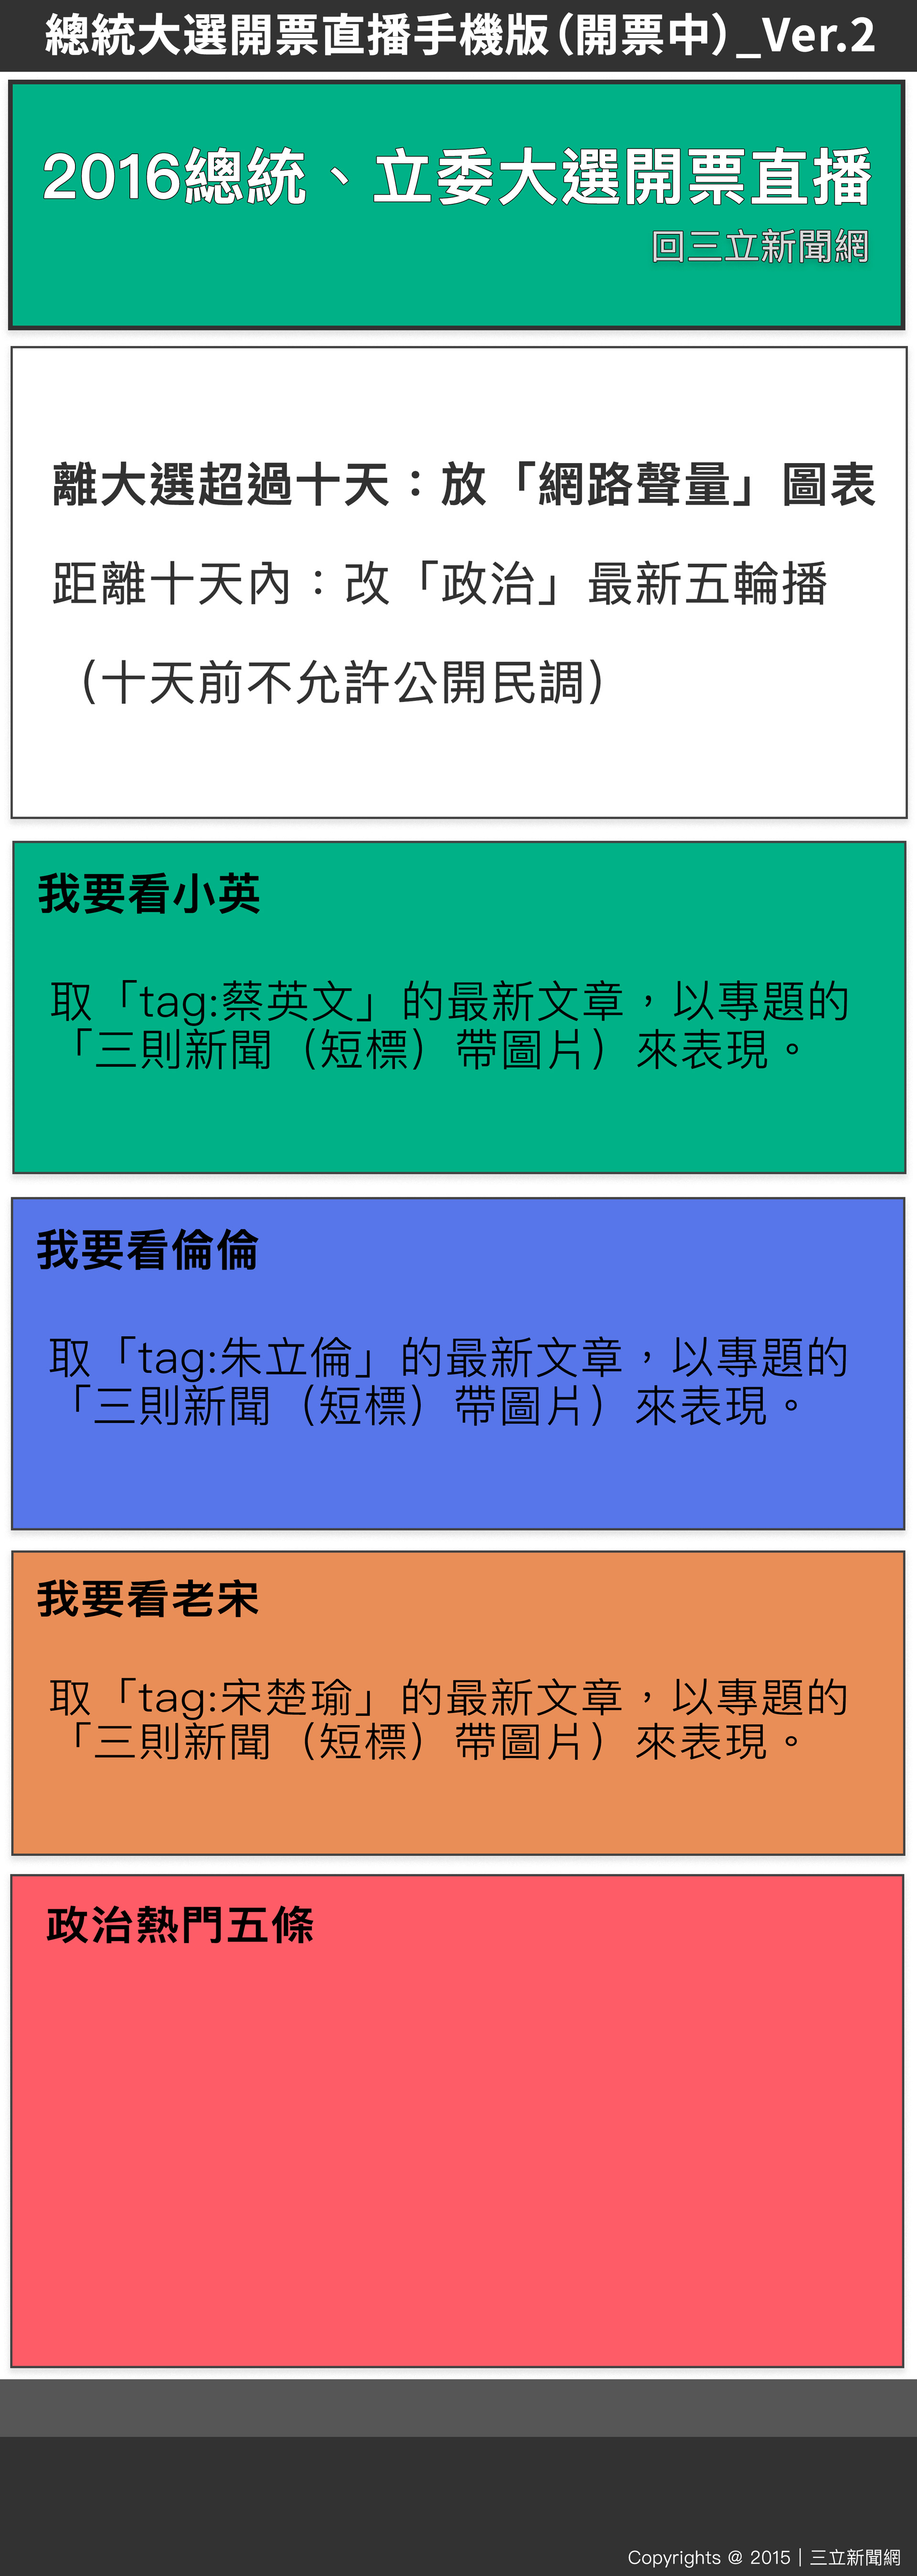 總統大選開票直播手機版(開票中)_Ver.2
2016總統、立委大選開票直播
回三立新聞網
離大選超過十天：放「網路聲量」圖表
距離十天內：改「政治」最新五輪播
（十天前不允許公開民調）
我要看小英
取「tag:蔡英文」的最新文章，以專題的
「三則新聞（短標）帶圖片）來表現。
我要看倫倫
取「tag:朱立倫」的最新文章，以專題的
「三則新聞（短標）帶圖片）來表現。
我要看老宋
取「tag:宋楚瑜」的最新文章，以專題的
「三則新聞（短標）帶圖片）來表現。
政治熱門五條
Copyrights @ 2015 | 三立新聞網